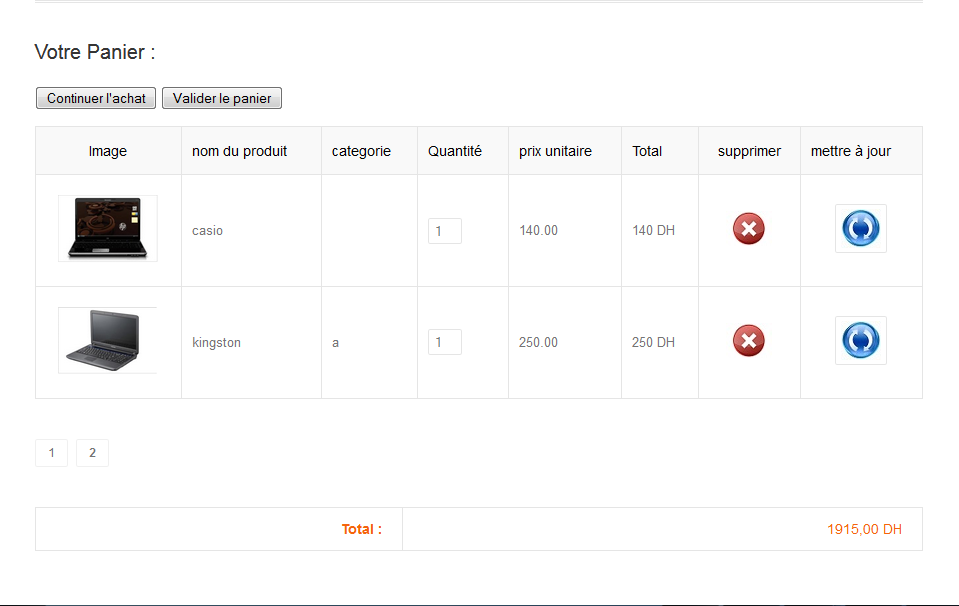 Votre Panier :
Continuer l'achat Valider le panier
Image nom du produit categorie Quantité prix unitaire Total supprimer mettre à jour
casio 1 140.00 140 DH
kingston a 1 250.00 250 DH
1 2
Total : 1915,00 DH